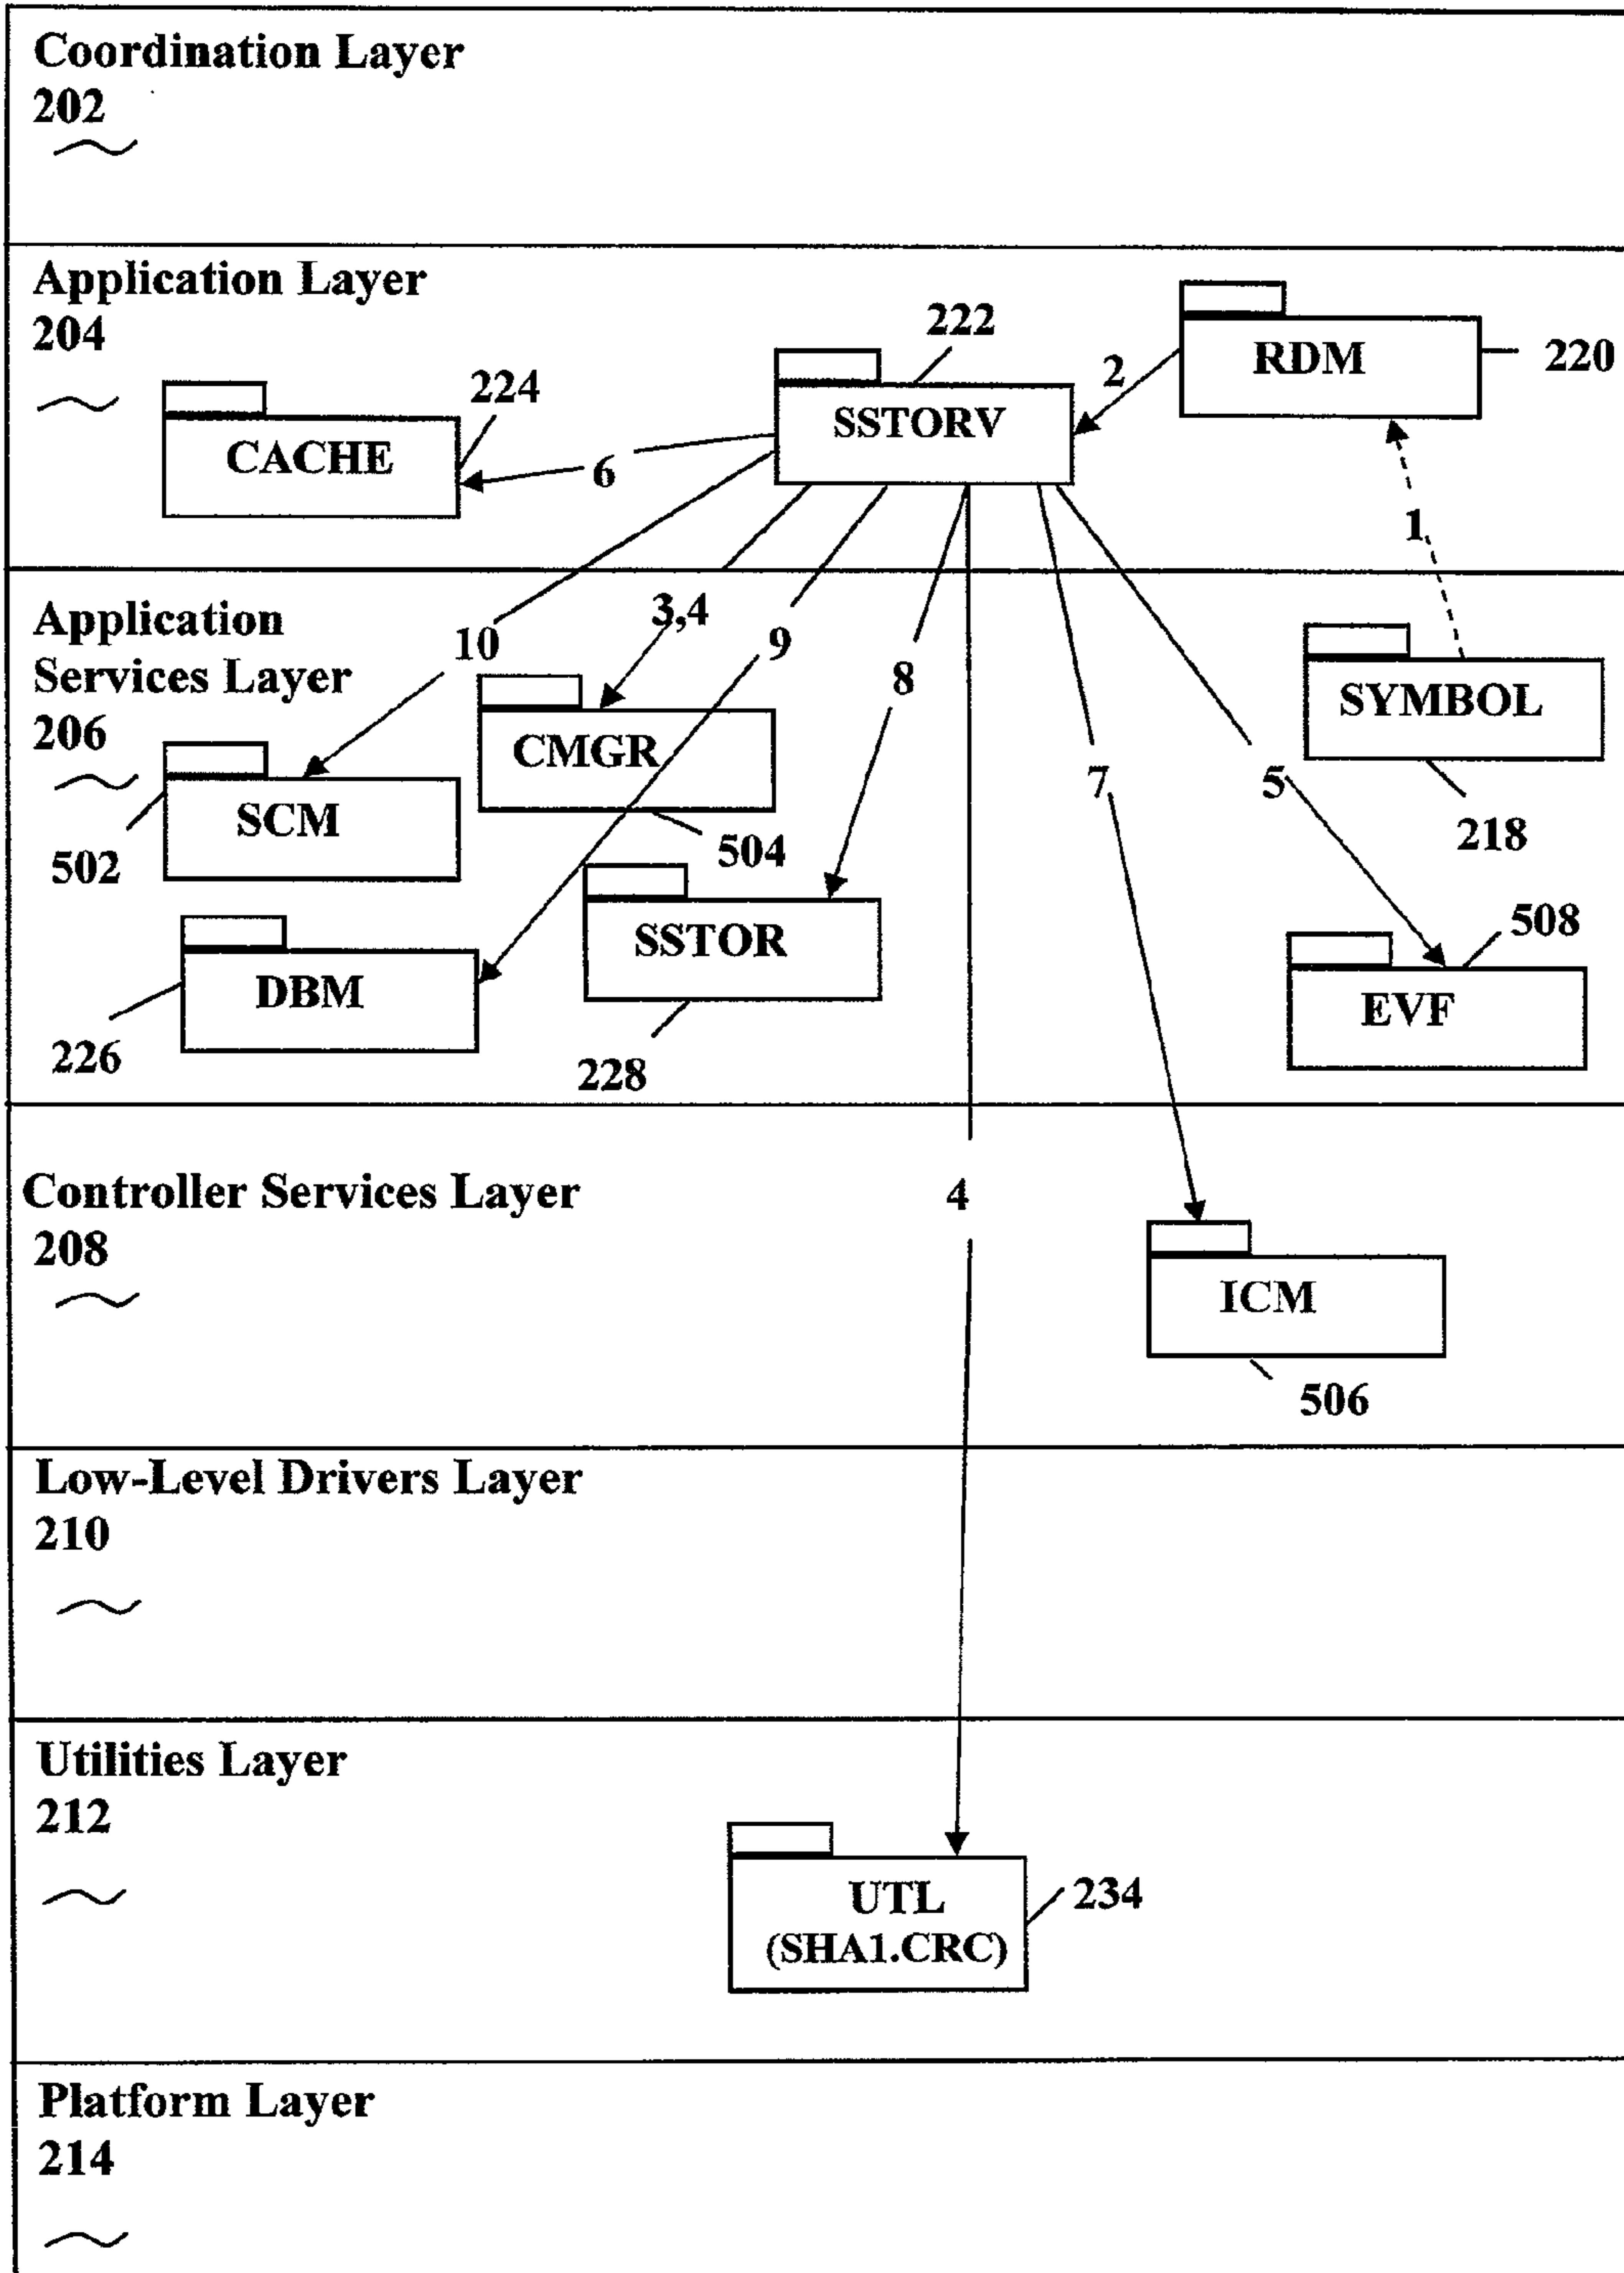 Coordination Layer
202
Application Layer
204
222
RDM
220
2
224
SSTORV
CACHE
6
1
Application
Services Layer
206
10
3,4
9
8
SYMBOL
218
CMGR
504
7
5
SCM
502
SSTOR
228
508
DBM
226
EVF
Controller Services Layer
208
4
ICM
506
Low-Level Drivers Layer
210
Utilities Layer
212
UTL
(SHA1.CRC)
234
Platform Layer
214